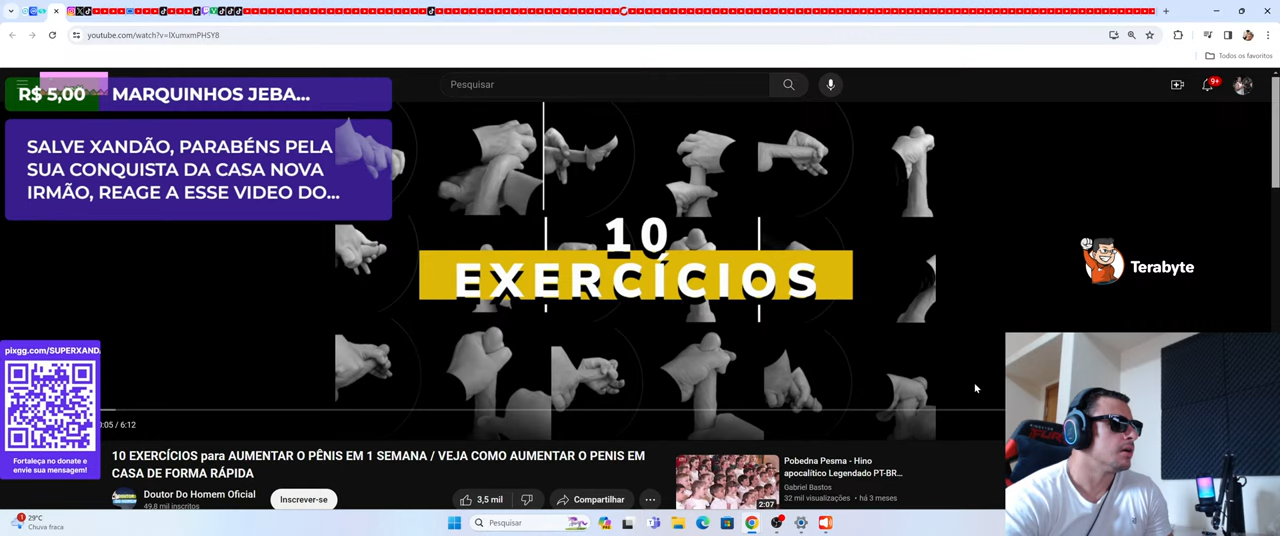 youtube.com/watch?v=lXumxmPHSY8
Todos os favoritos
Pesquisar
9+
R$ 5,00
MARQUINHOS JEBA...
SALVE XANDÃO, PARABÉNS PELA
SUA CONQUISTA DA CASA NOVA
IRMÃO, REAGE A ESSE VIDEO DO...
10
EXERCÍCIOS
Terabyte
pixgg.com/SUPERXAND
Fortaleça no donate e
envie sua mensagem!
0:05 / 6:12
10 EXERCÍCIOS para AUMENTAR O PÊNIS EM 1 SEMANA / VEJA COMO AUMENTAR O PENIS EM
CASA DE FORMA RÁPIDA
Doutor Do Homem Oficial
49,8 mil inscritos
Inscrever-se
3,5 mil
Compartilhar
Pobedna Pesma - Hino
apocalítico Legendado PT-BR...
Gabriel Bastos
32 mil visualizações • há 3 meses
2:07
1
29°C
Chuva fraca
Pesquisar